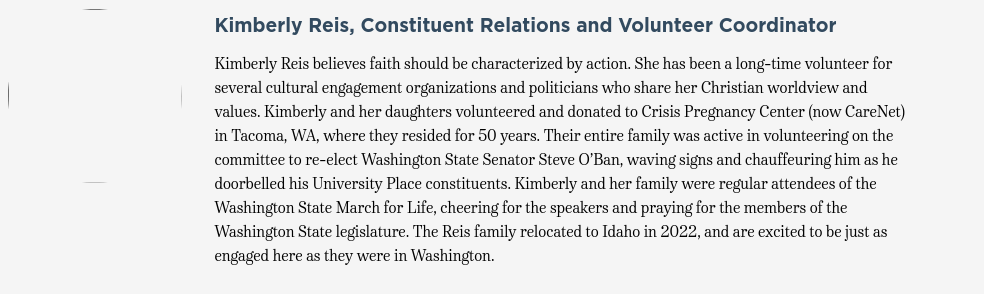 Kimberly Reis, Constituent Relations and Volunteer Coordinator
Kimberly Reis believes faith should be characterized by action. She has been a long-time volunteer for
several cultural engagement organizations and politicians who share her Christian worldview and
values. Kimberly and her daughters volunteered and donated to Crisis Pregnancy Center (now CareNet)
in Tacoma, WA, where they resided for 50 years. Their entire family was active in volunteering on the
committee to re-elect Washington State Senator Steve O’Ban, waving signs and chauffeuring him as he
doorbelled his University Place constituents. Kimberly and her family were regular attendees of the
Washington State March for Life, cheering for the speakers and praying for the members of the
Washington State legislature. The Reis family relocated to Idaho in 2022, and are excited to be just as
engaged here as they were in Washington.